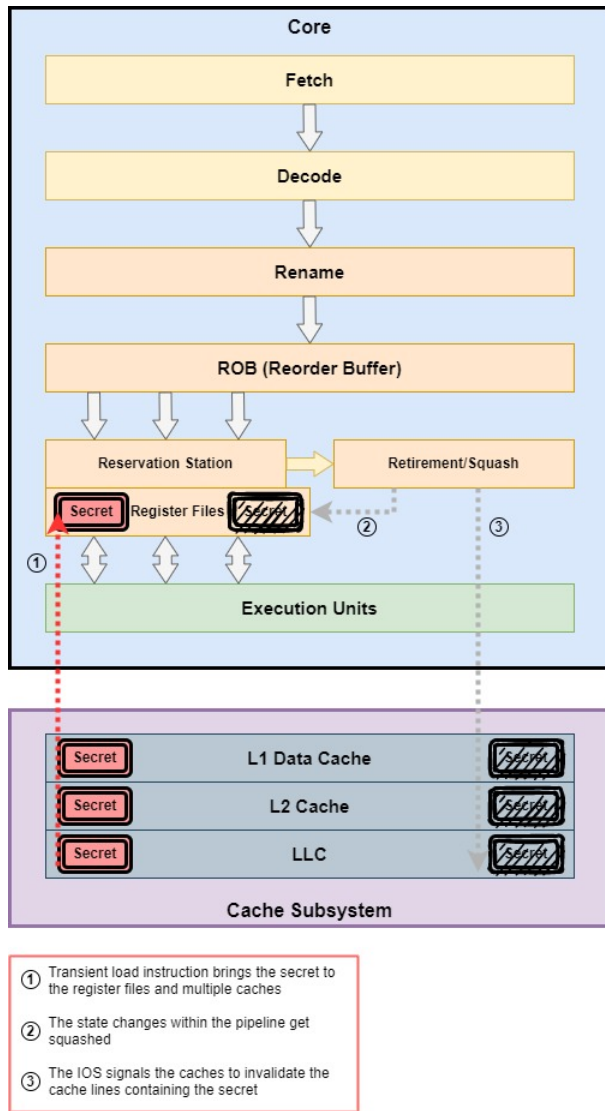 Core
Fetch
Decode
Rename
ROB (Reorder Buffer)
Reservation Station
Retirement/Squash
Secret
Register Files
Secret
②
③
①
Execution Units
Secret
L1 Data Cache
Secret
Secret
L2 Cache
Secret
Secret
LLC
Secret
Cache Subsystem
① Transient load instruction brings the secret to
the register files and multiple caches
② The state changes within the pipeline get
squashed
③ The IOS signals the caches to invalidate the
cache lines containing the secret